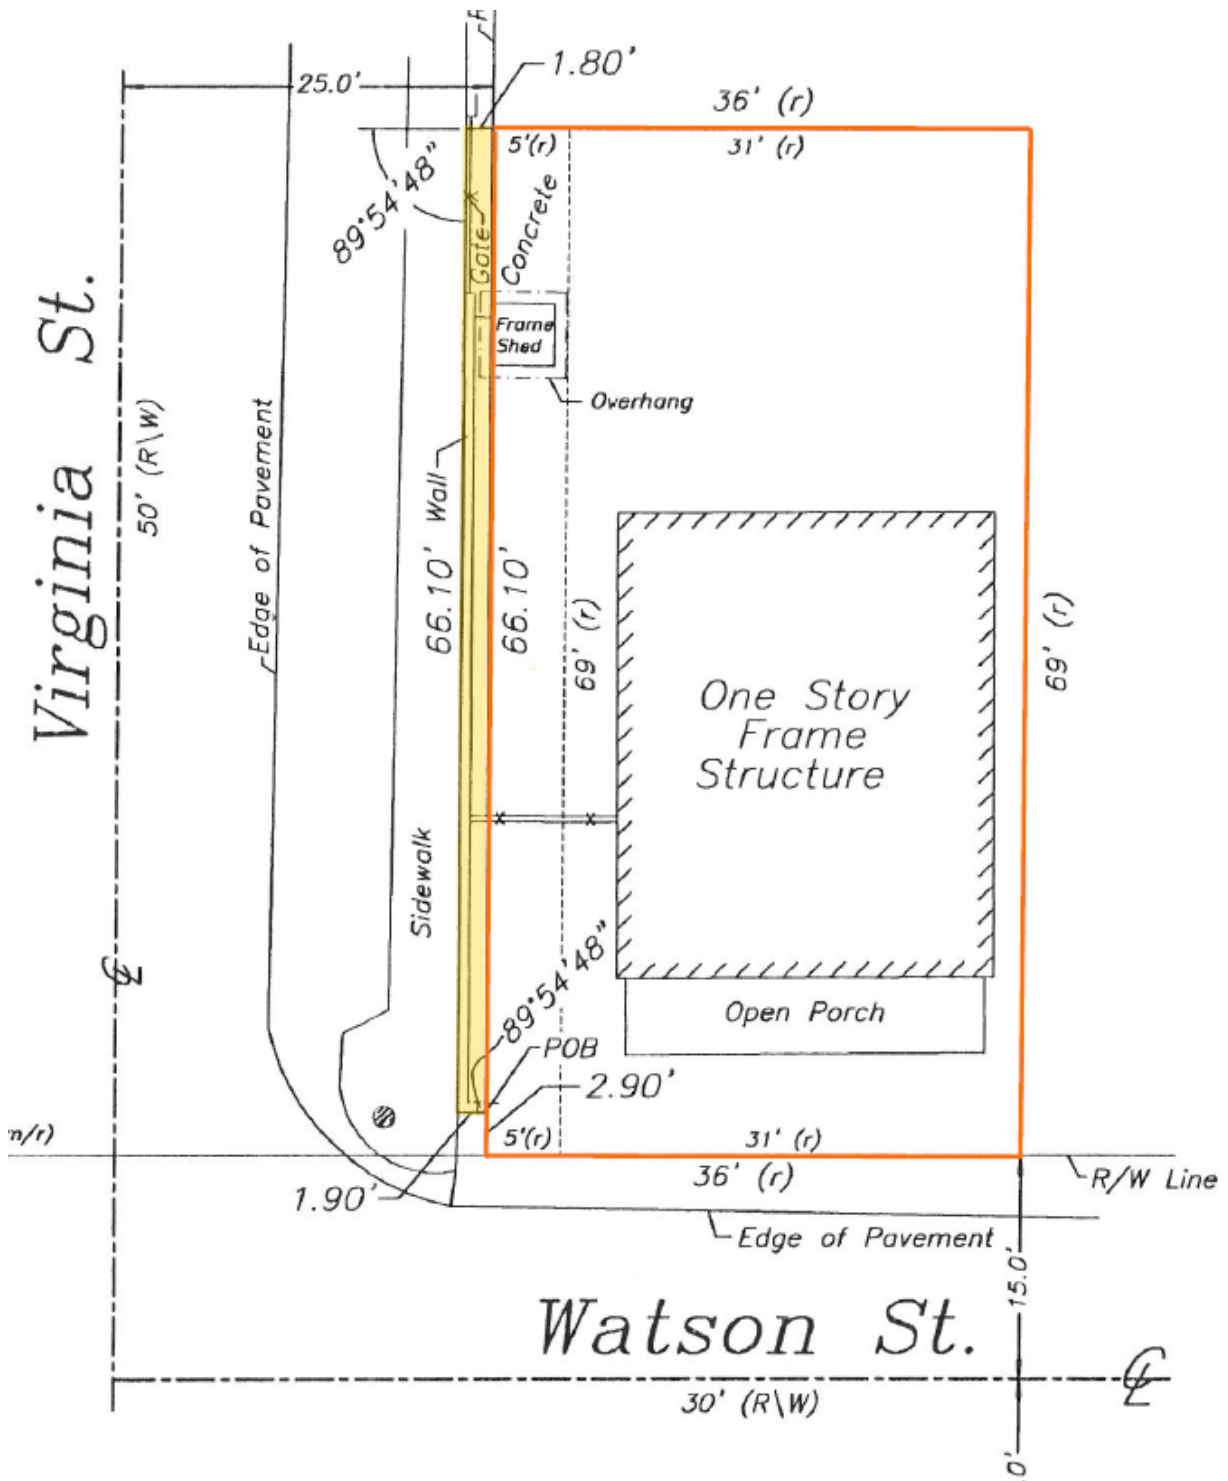 1.80'
25.0'
36' (r)
5'(r)
31' (r)
89°54'48"
Gate
Concrete
Frame
Shed
Overhang
Virginia St.
50' (R\W)
Edge of Pavement
Wall
66.10'
66.10'
69' (r)
69' (r)
One Story
Frame
Structure
Sidewalk
89°54'48"
Open Porch
POB
2.90'
m/r)
5'(r)
31' (r)
36' (r)
R/W Line
1.90'
Edge of Pavement
15.0'
Watson St.
30' (R\W)
0'